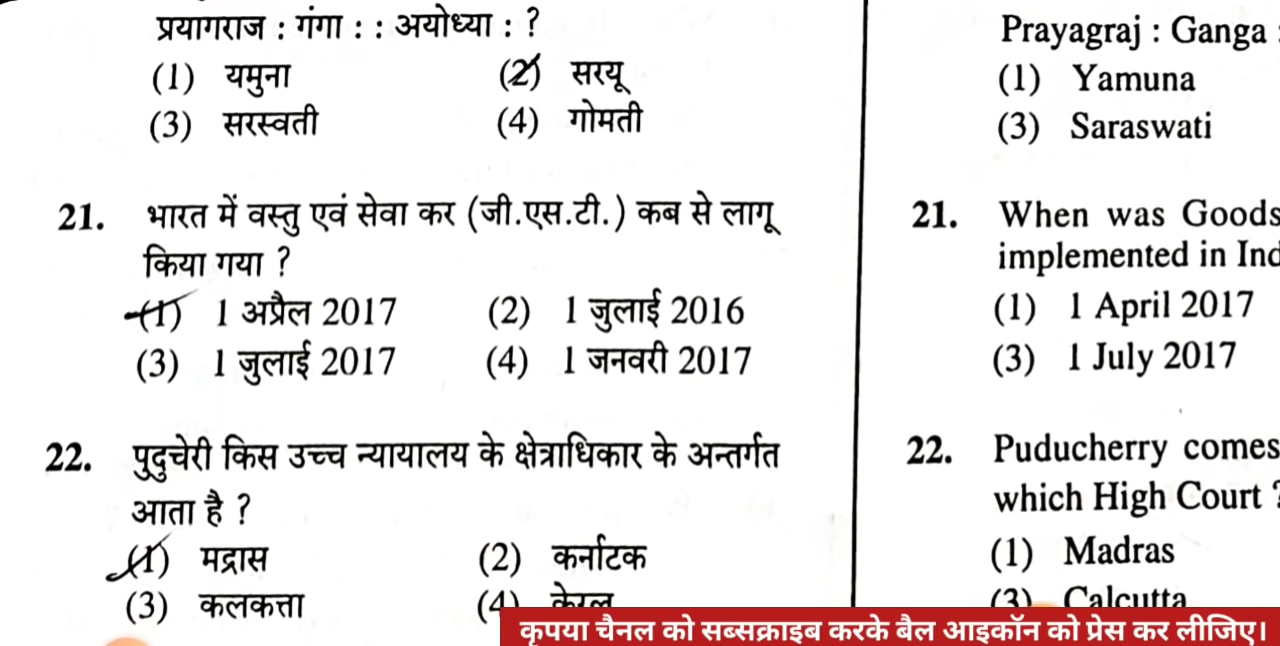 प्रयागराज : गंगा : : अयोध्या : ?
(1) यमुना (2) सरयू
(3) सरस्वती (4) गोमती
21. भारत में वस्तु एवं सेवा कर (जी.एस.टी.) कब से लागू
किया गया ?
(1) 1 अप्रैल 2017 (2) 1 जुलाई 2016
(3) 1 जुलाई 2017 (4) 1 जनवरी 2017
22. पुदुचेरी किस उच्च न्यायालय के क्षेत्राधिकार के अन्तर्गत
आता है ?
(1) मद्रास (2) कर्नाटक
(3) कलकत्ता (4) केरल
Prayagraj : Ganga :
(1) Yamuna
(3) Saraswati
21. When was Goods
implemented in Ind
(1) 1 April 2017
(3) 1 July 2017
22. Puducherry comes
which High Court ?
(1) Madras
(3) Calcutta
कृपया चैनल को सब्सक्राइब करके बैल आइकॉन को प्रेस कर लीजिए।